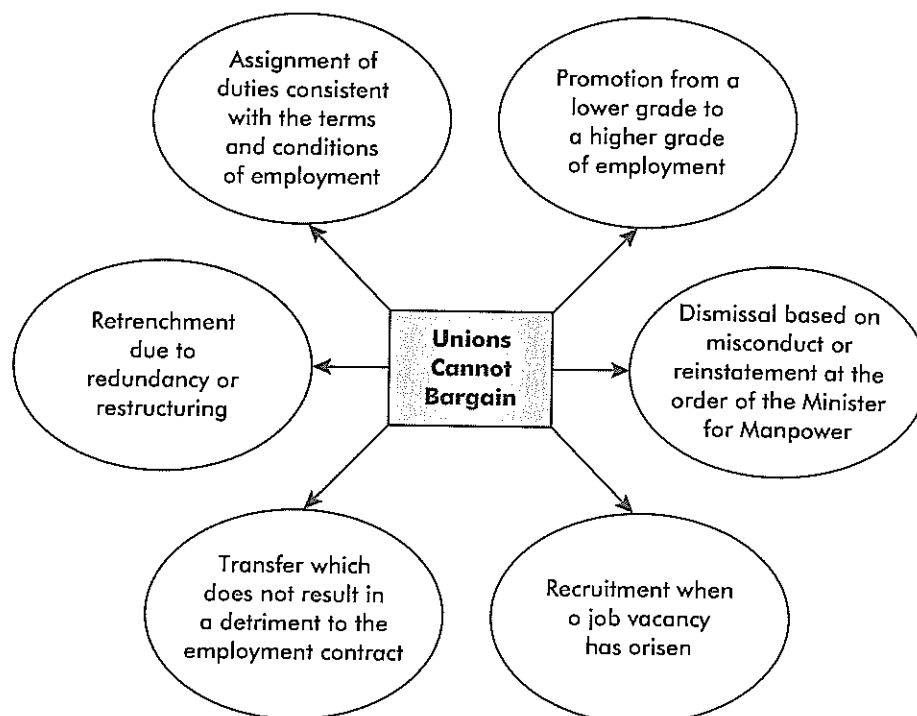 Assignment of
duties consistent
with the terms
and conditions
of employment
Promotion from a
lower grade to
a higher grade
of employment
Retrenchment
due to
redundancy or
restructuring
Unions
Cannot
Bargain
Dismissal based on
misconduct or
reinstatement at the
order of the Minister
for Manpower
Transfer which
does not result in
a detriment to the
employment contract
Recruitment when
o job vacancy
has orisen